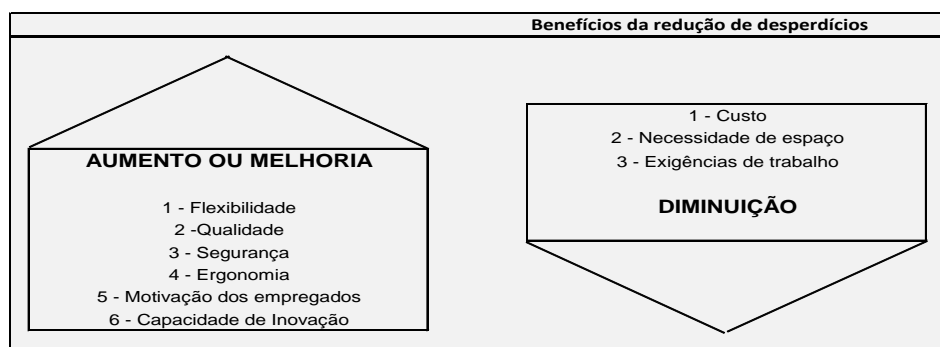 Benefícios da redução de desperdícios
AUMENTO OU MELHORIA
1 - Flexibilidade
2 -Qualidade
3 - Segurança
4 - Ergonomia
5 - Motivação dos empregados
6 - Capacidade de Inovação
1 - Custo
2 - Necessidade de espaço
3 - Exigências de trabalho
DIMINUIÇÃO